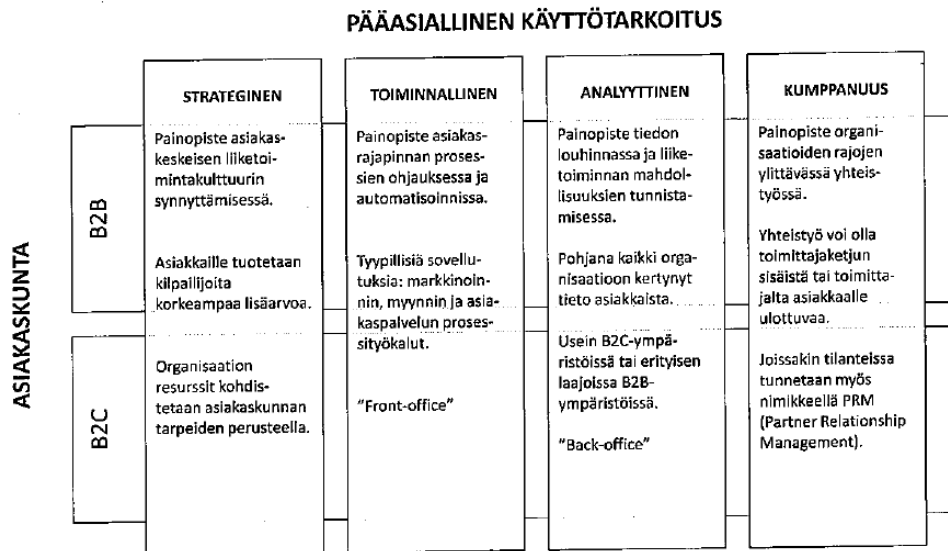 PÄÄASIALLINEN KÄYTTÖTARKOITUS
ASIAKASKUNTA
B2B
B2C
STRATEGINEN
Painopiste asiakas-
keskeisen liiketoi-
mintakulttuurin
synnyttämisessä.
Asiakkaille tuotetaan
kilpailijoita
korkeampaa lisäarvoa.
Organisaation
resurssit kohdis-
tetaan asiakaskunnan
tarpeiden perusteella.
TOIMINNALLINEN
Painopiste asiakas-
rajapinnan proses-
sien ohjauksessa ja
automatisoinnissa.
Tyypillisiä sovellu-
tuksia: markkinoin-
nin, myynnin ja asia-
kaspalvelun proses-
sityökalut.
"Front-office"
ANALYYTTINEN
Painopiste tiedon
louhinnassa ja liike-
toiminnan mahdol-
lisuuksien tunnista-
misessa.
Pohjana kaikki orga-
nisaatioon kertynyt
tieto asiakkaista.
Usein B2C-ympä-
ristöissä tai erityisen
laajoissa B2B-
ympäristöissä.
"Back-office"
KUMPPANUUS
Painopiste organi-
saatioiden rajojen
ylittävässä yhteis-
työssä.
Yhteistyö voi olla
toimittajaketjun
sisäistä tai toimitta-
jalta asiakkaalle
ulottuvaa.
Joissakin tilanteissa
tunnetaan myös
nimikkeellä PRM
(Partner Relationship
Management).